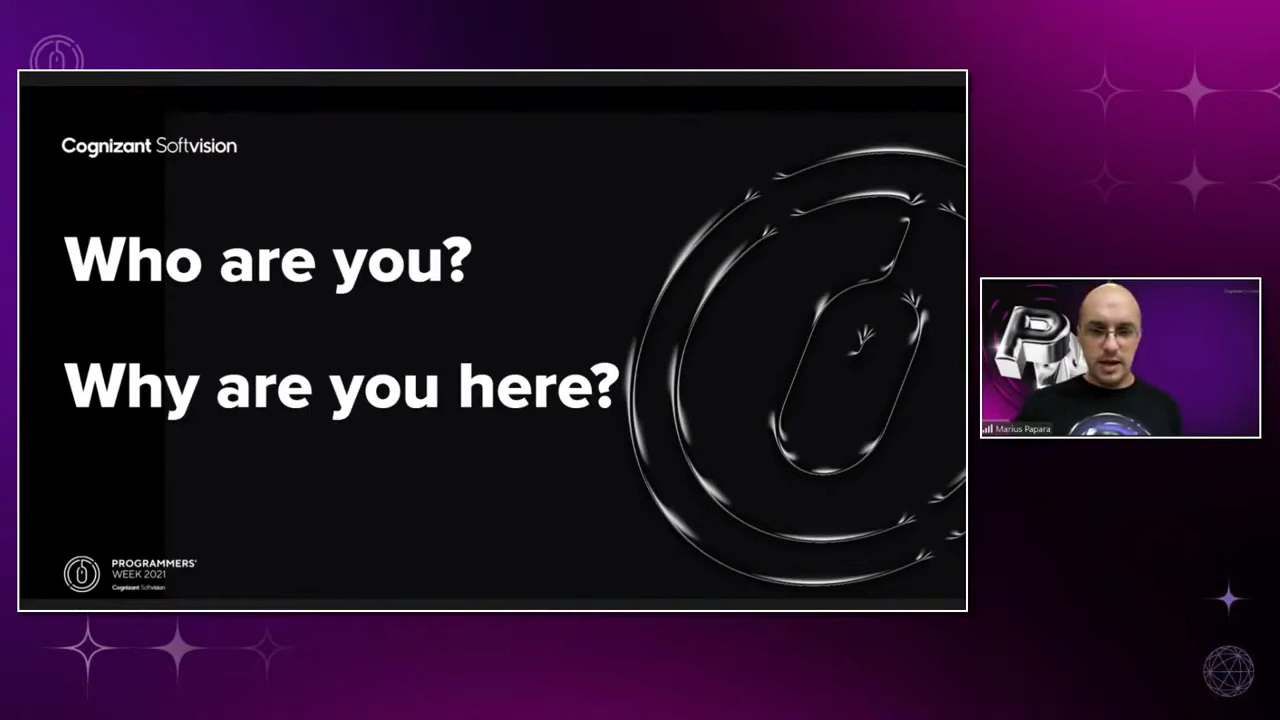 Cognizant Softvision
Who are you?
Why are you here?
PROGRAMMERS'
WEEK 2021
Cognizant Softvision
Marius Papara